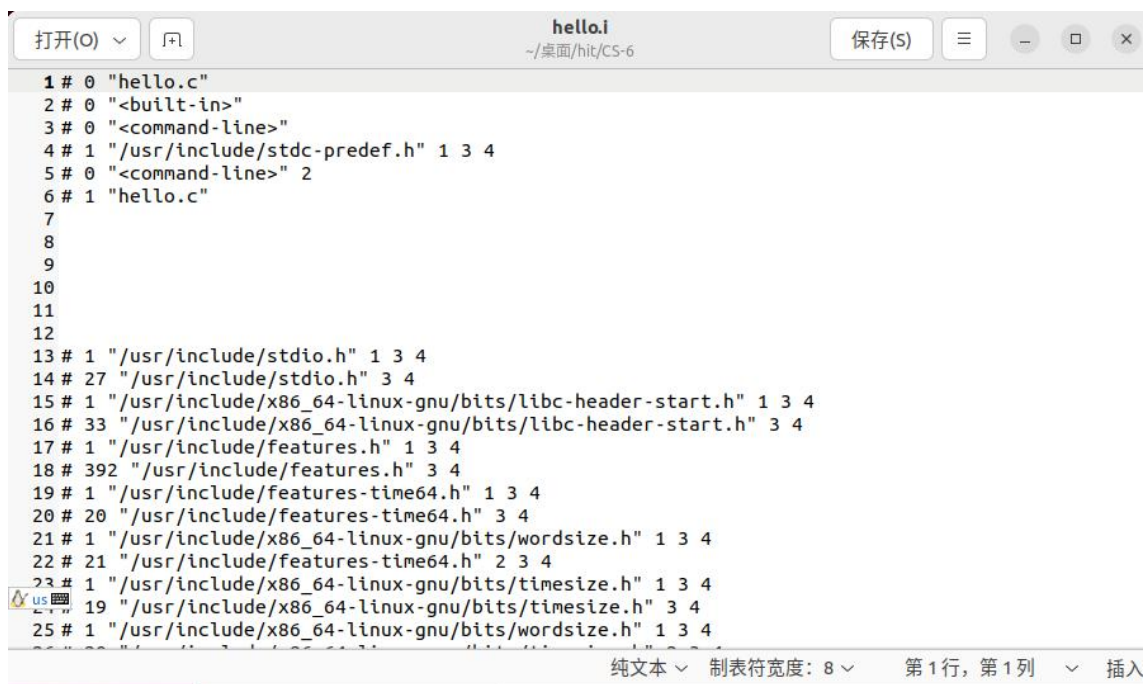 打开(O)
hello.i
~/桌面/hit/CS-6
保存(S)
1 # 0 "hello.c"
2 # 0 "<built-in>"
3 # 0 "<command-line>"
4 # 1 "/usr/include/stdc-predef.h" 1 3 4
5 # 0 "<command-line>" 2
6 # 1 "hello.c"
7
8
9
10
11
12
13 # 1 "/usr/include/stdio.h" 1 3 4
14 # 27 "/usr/include/stdio.h" 3 4
15 # 1 "/usr/include/x86_64-linux-gnu/bits/libc-header-start.h" 1 3 4
16 # 33 "/usr/include/x86_64-linux-gnu/bits/libc-header-start.h" 3 4
17 # 1 "/usr/include/features.h" 1 3 4
18 # 392 "/usr/include/features.h" 3 4
19 # 1 "/usr/include/features-time64.h" 1 3 4
20 # 20 "/usr/include/features-time64.h" 3 4
21 # 1 "/usr/include/x86_64-linux-gnu/bits/wordsize.h" 1 3 4
22 # 21 "/usr/include/features-time64.h" 2 3 4
23 # 1 "/usr/include/x86_64-linux-gnu/bits/timesize.h" 1 3 4
us
19 "/usr/include/x86_64-linux-gnu/bits/timesize.h" 3 4
25 # 1 "/usr/include/x86_64-linux-gnu/bits/wordsize.h" 1 3 4
纯文本 制表符宽度: 8 第 1 行, 第 1 列 插入